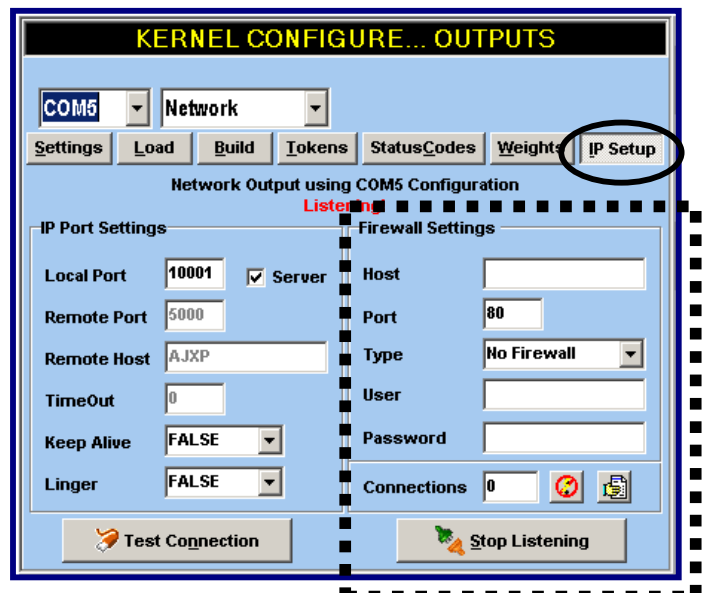 KERNEL CONFIGURE... OUTPUTS
COM5 Network
Settings Load Build Tokens StatusCodes Weights IP Setup
Network Output using COM5 Configuration
IP Port Settings
Local Port 10001 Server
Remote Port 5000
Remote Host AJXP
TimeOut 0
Keep Alive FALSE
Linger FALSE
Test Connection
Firewall Settings
Host
Port 80
Type No Firewall
User
Password
Connections 0
Stop Listening